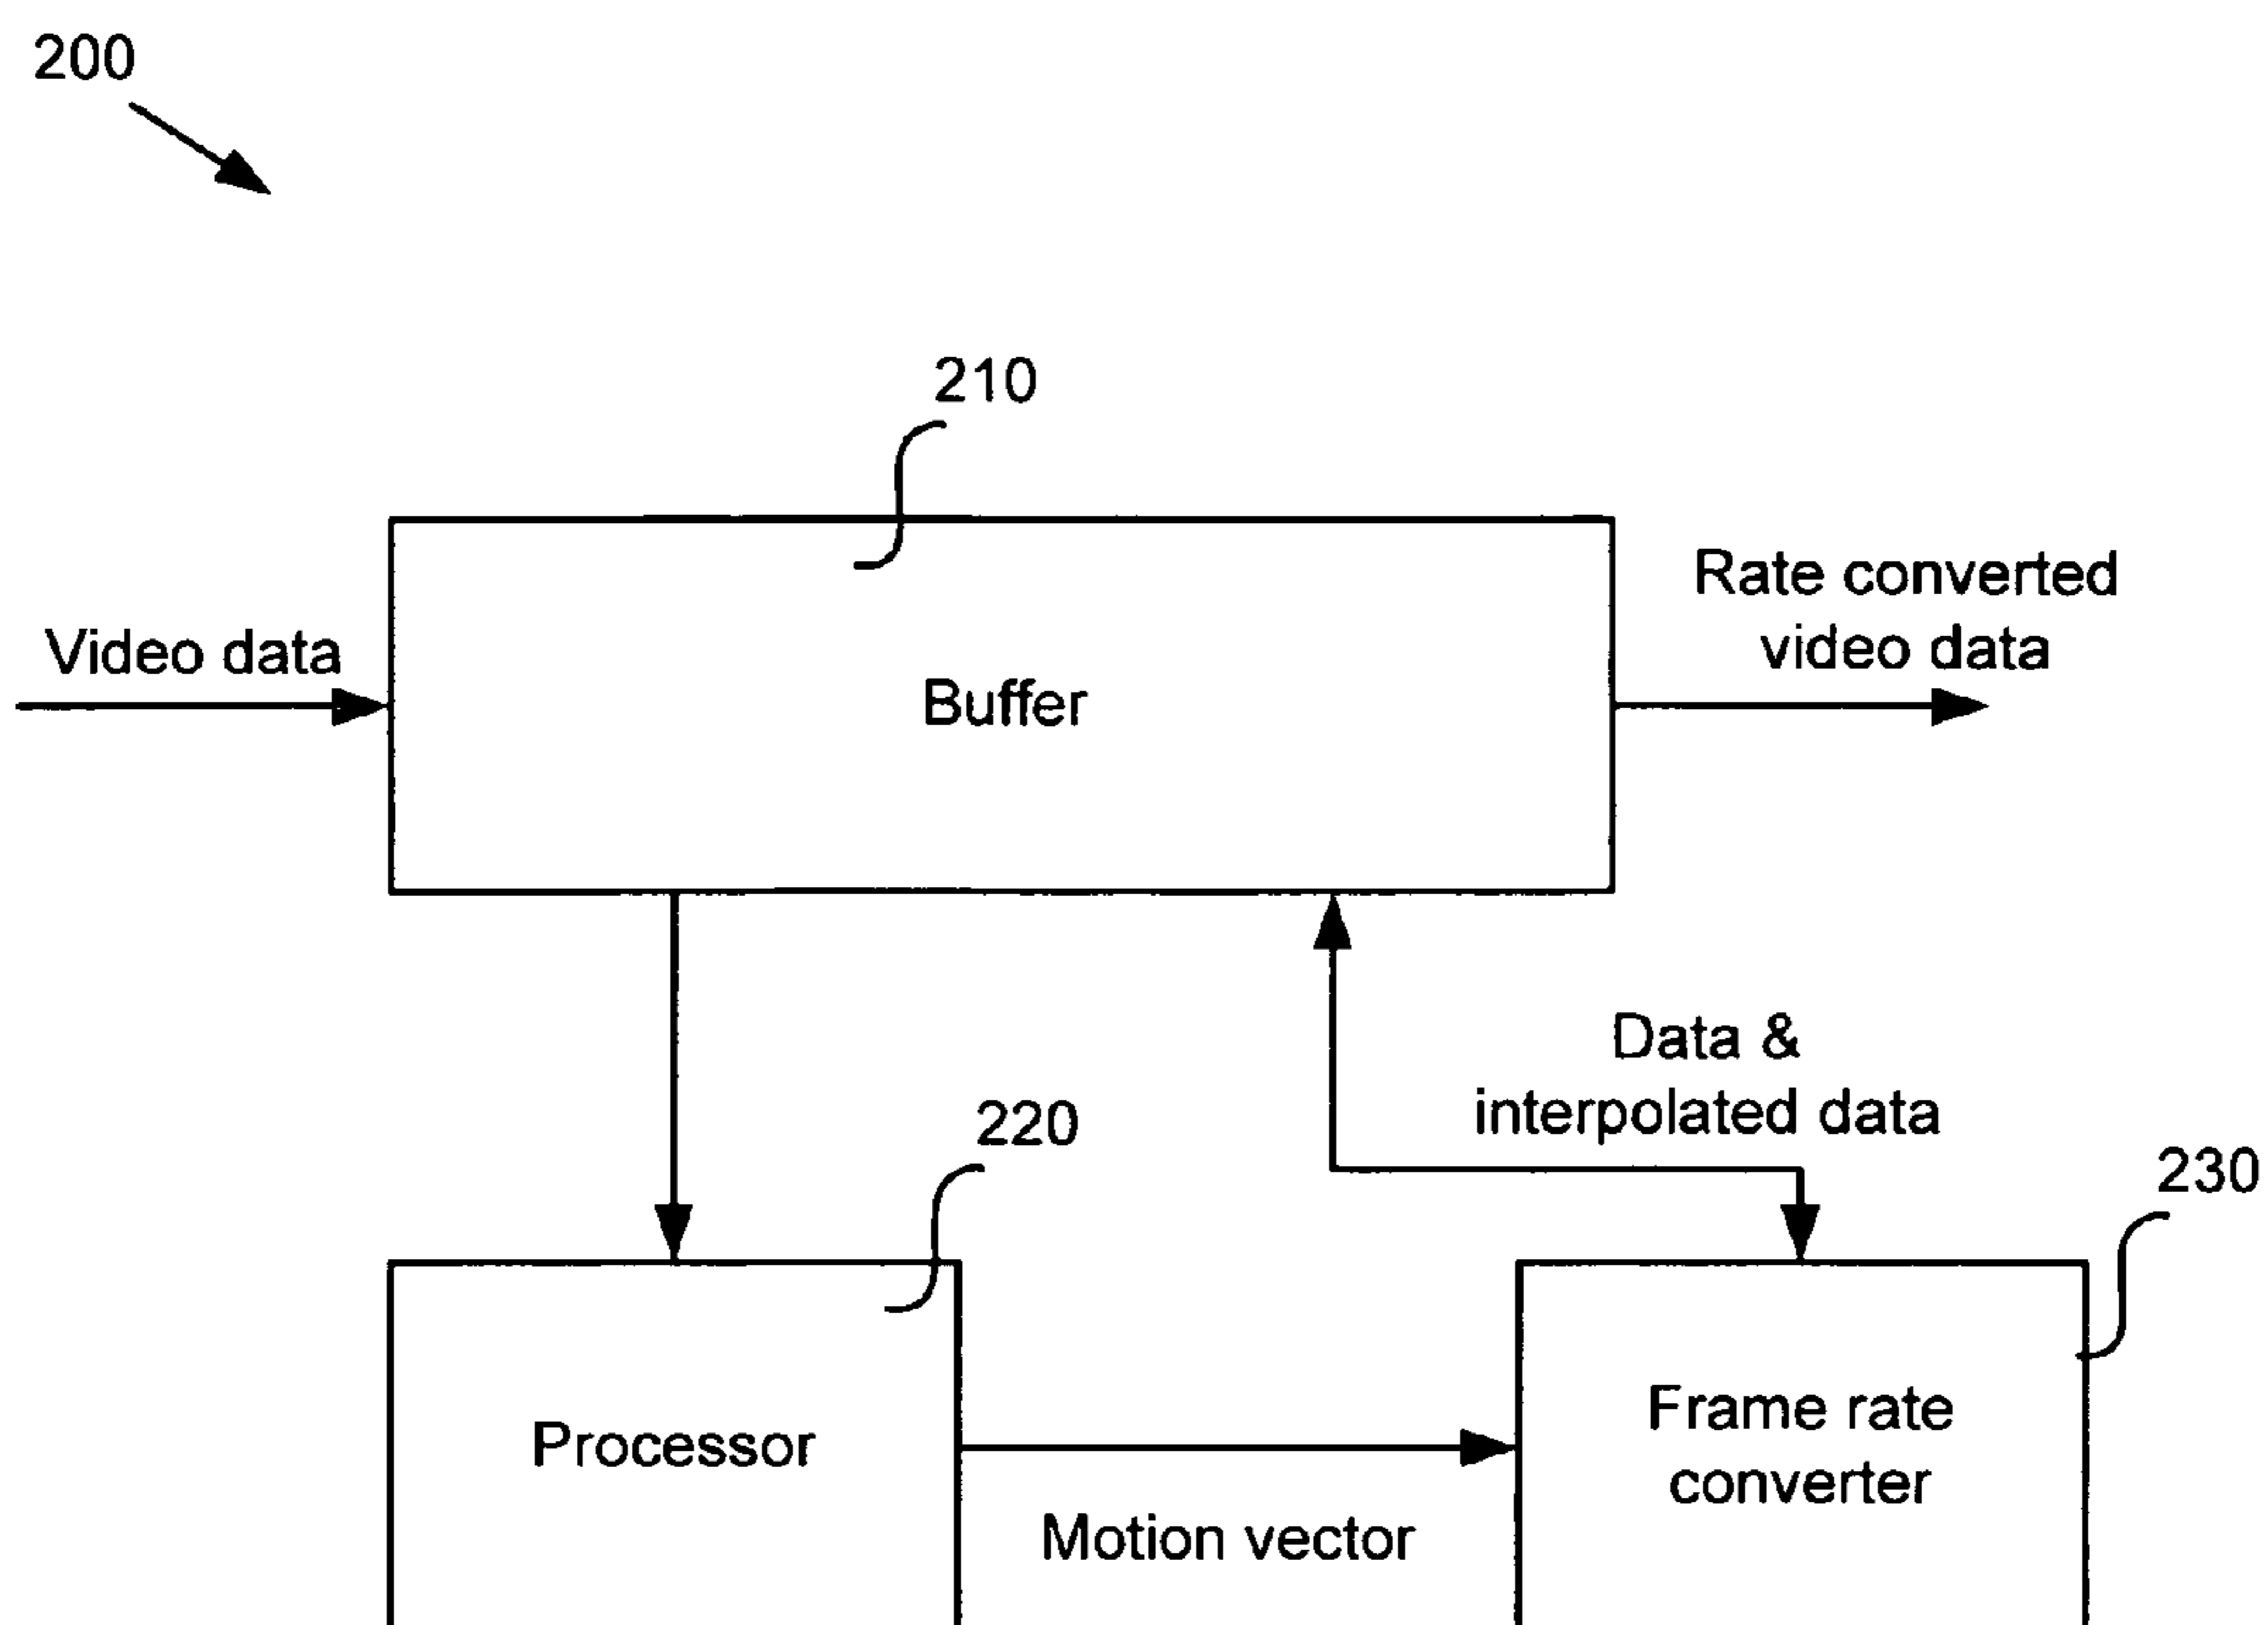 200
210
Rate converted
video data
Video data
Buffer
Data &
interpolated data
220
230
Processor
Frame rate
converter
Motion vector